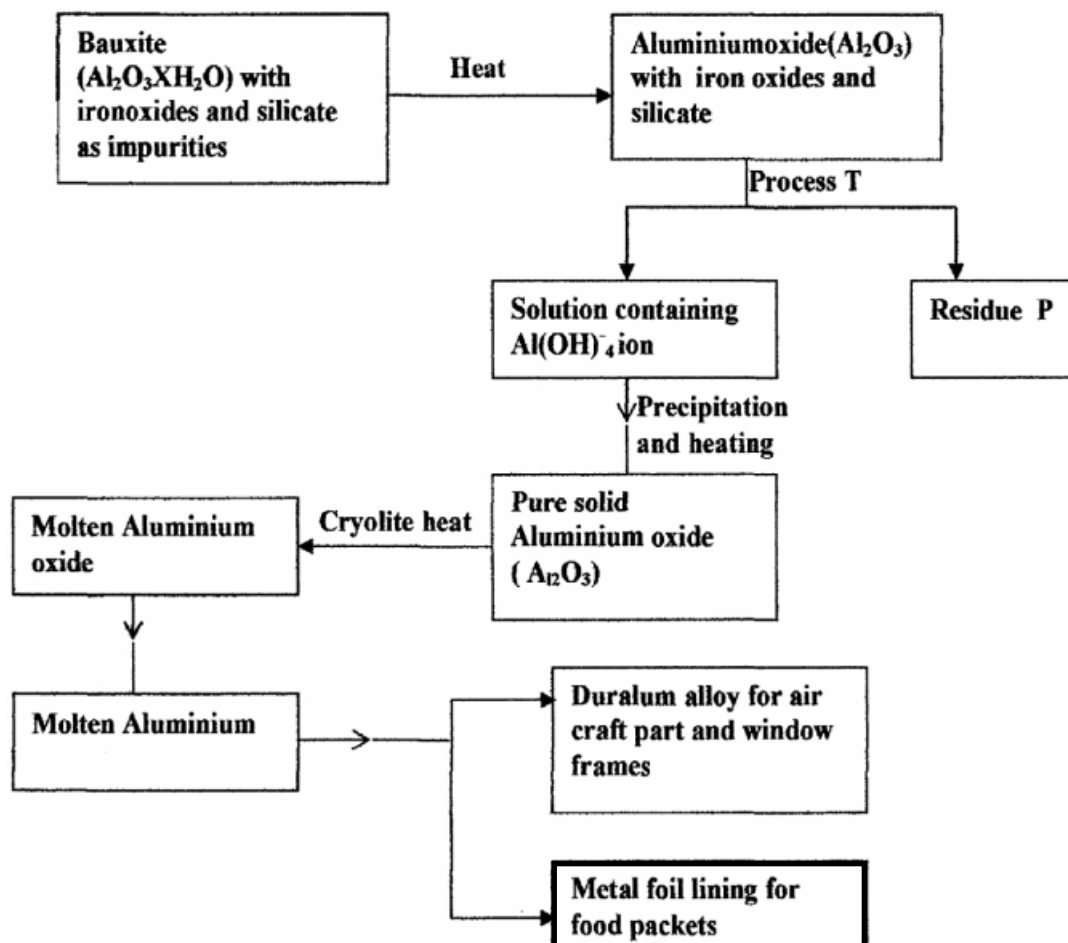 Bauxite
(Al₂O₃XH₂O) with
ironoxides and silicate
as impurities
Heat
Aluminiumoxide(Al₂O₃)
with iron oxides and
silicate
Process T
Solution containing
Al(OH)⁻₄ ion
Residue P
Precipitation
and heating
Pure solid
Aluminium oxide
( Al₂O₃)
Cryolite heat
Molten Aluminium
oxide
Molten Aluminium
Duralum alloy for air
craft part and window
frames
Metal foil lining for
food packets